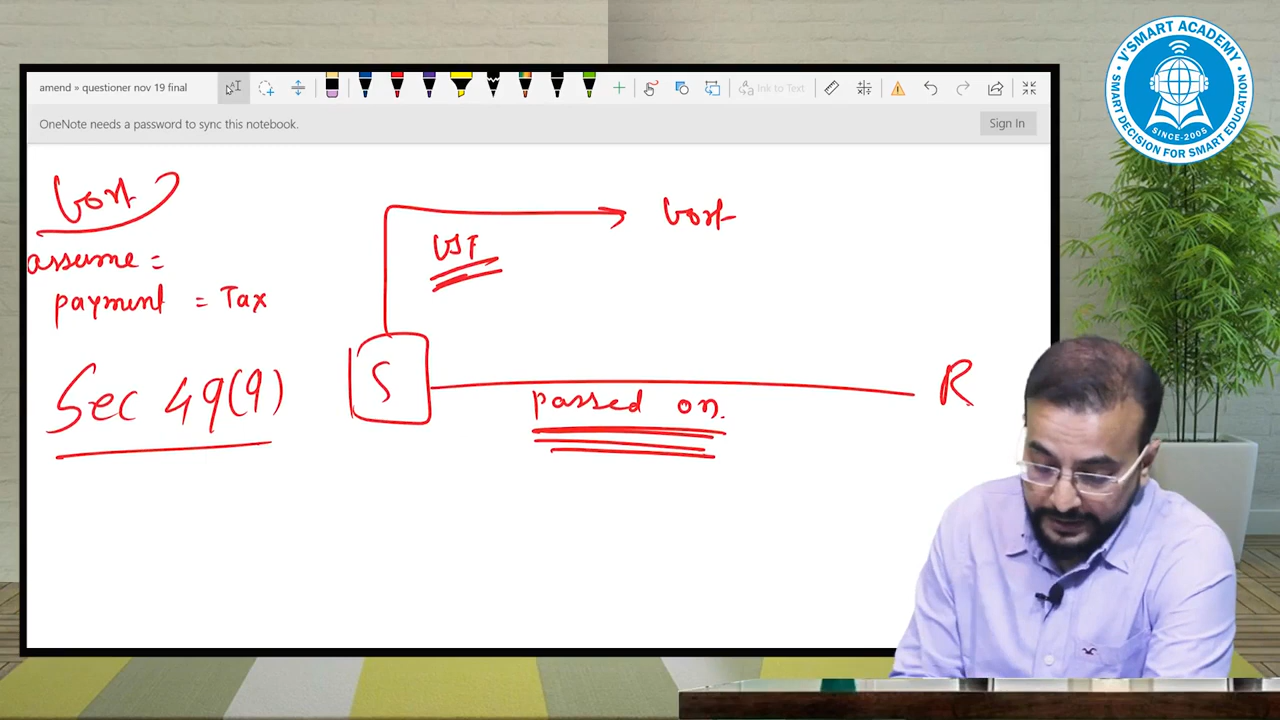 amend » questioner nov 19 final
Ink to Text
OneNote needs a password to sync this notebook.
Sign In
Govt
assume =
payment = Tax
Sec 49(9)
GST
Govt
S
passed on
R
V'SMART ACADEMY
SINCE-2005
SMART DECISION FOR SMART EDUCATION